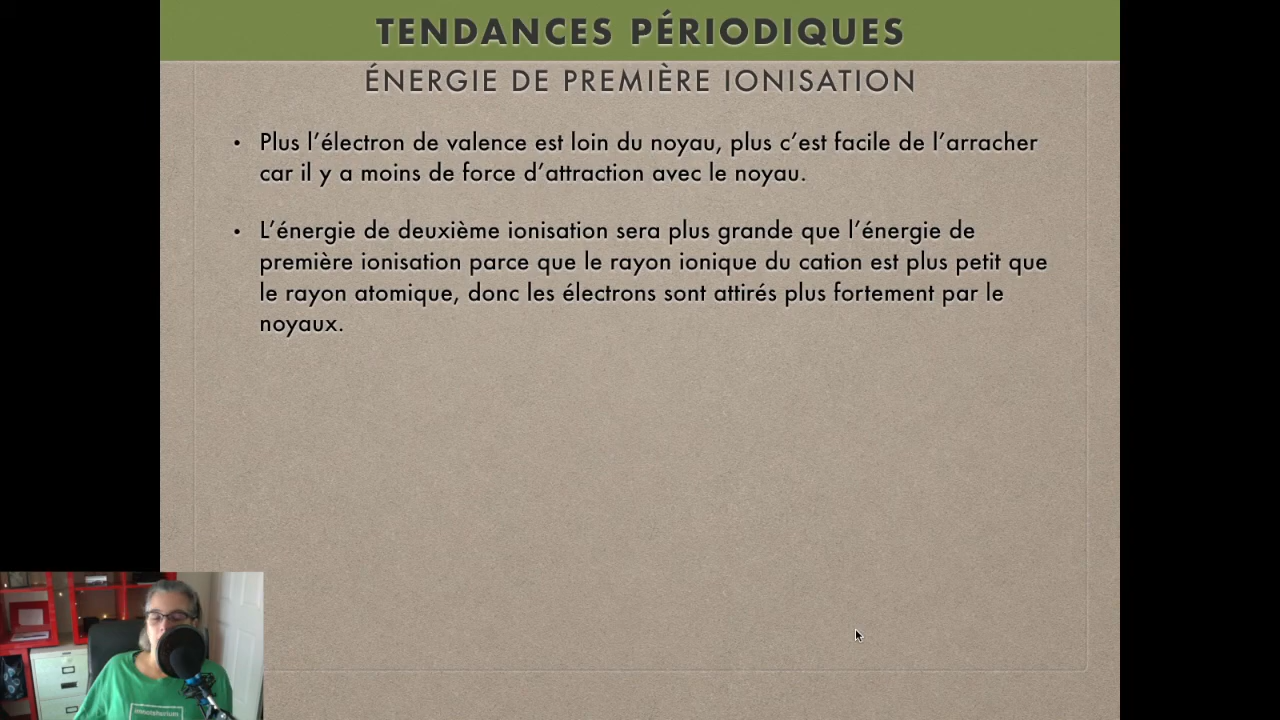 TENDANCES PÉRIODIQUES
ÉNERGIE DE PREMIÈRE IONISATION
• Plus l’électron de valence est loin du noyau, plus c’est facile de l’arracher
car il y a moins de force d’attraction avec le noyau.
• L’énergie de deuxième ionisation sera plus grande que l’énergie de
première ionisation parce que le rayon ionique du cation est plus petit que
le rayon atomique, donc les électrons sont attirés plus fortement par le
noyaux.